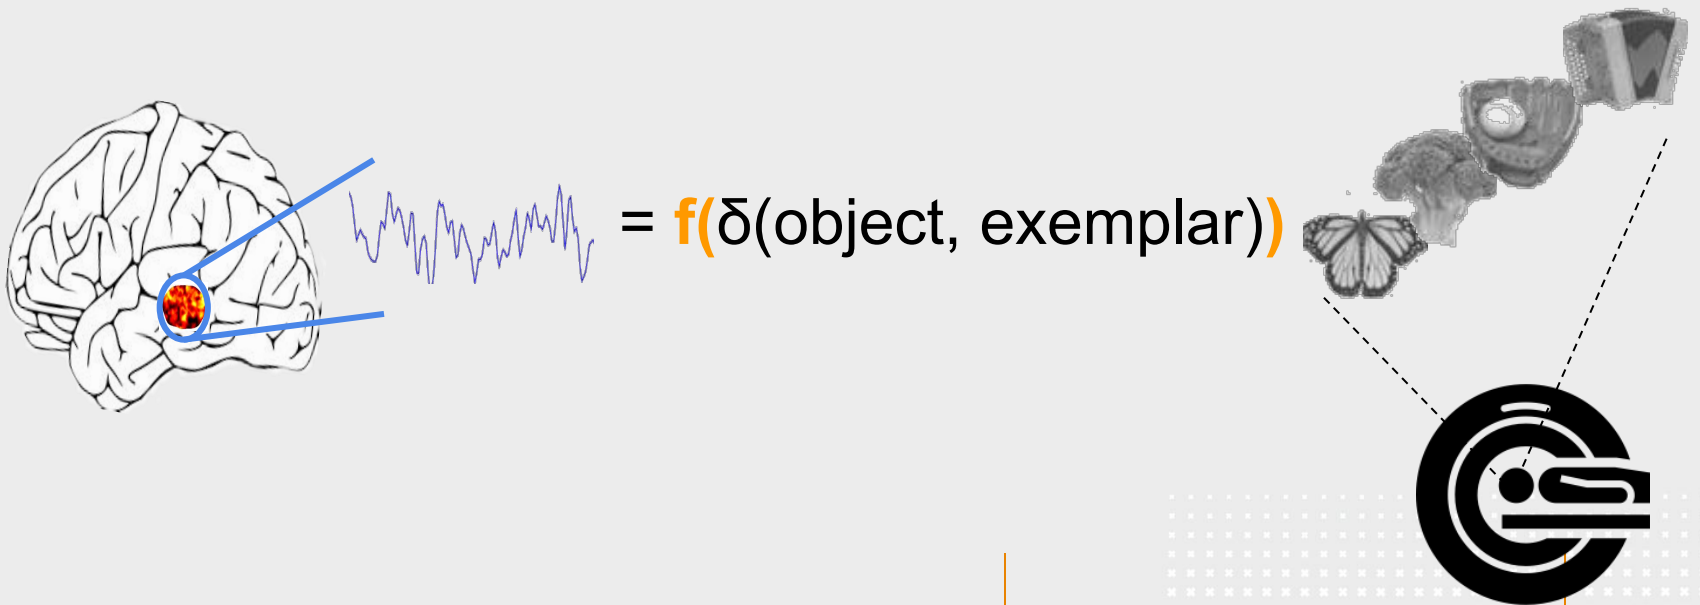 = f(δ(object, exemplar))